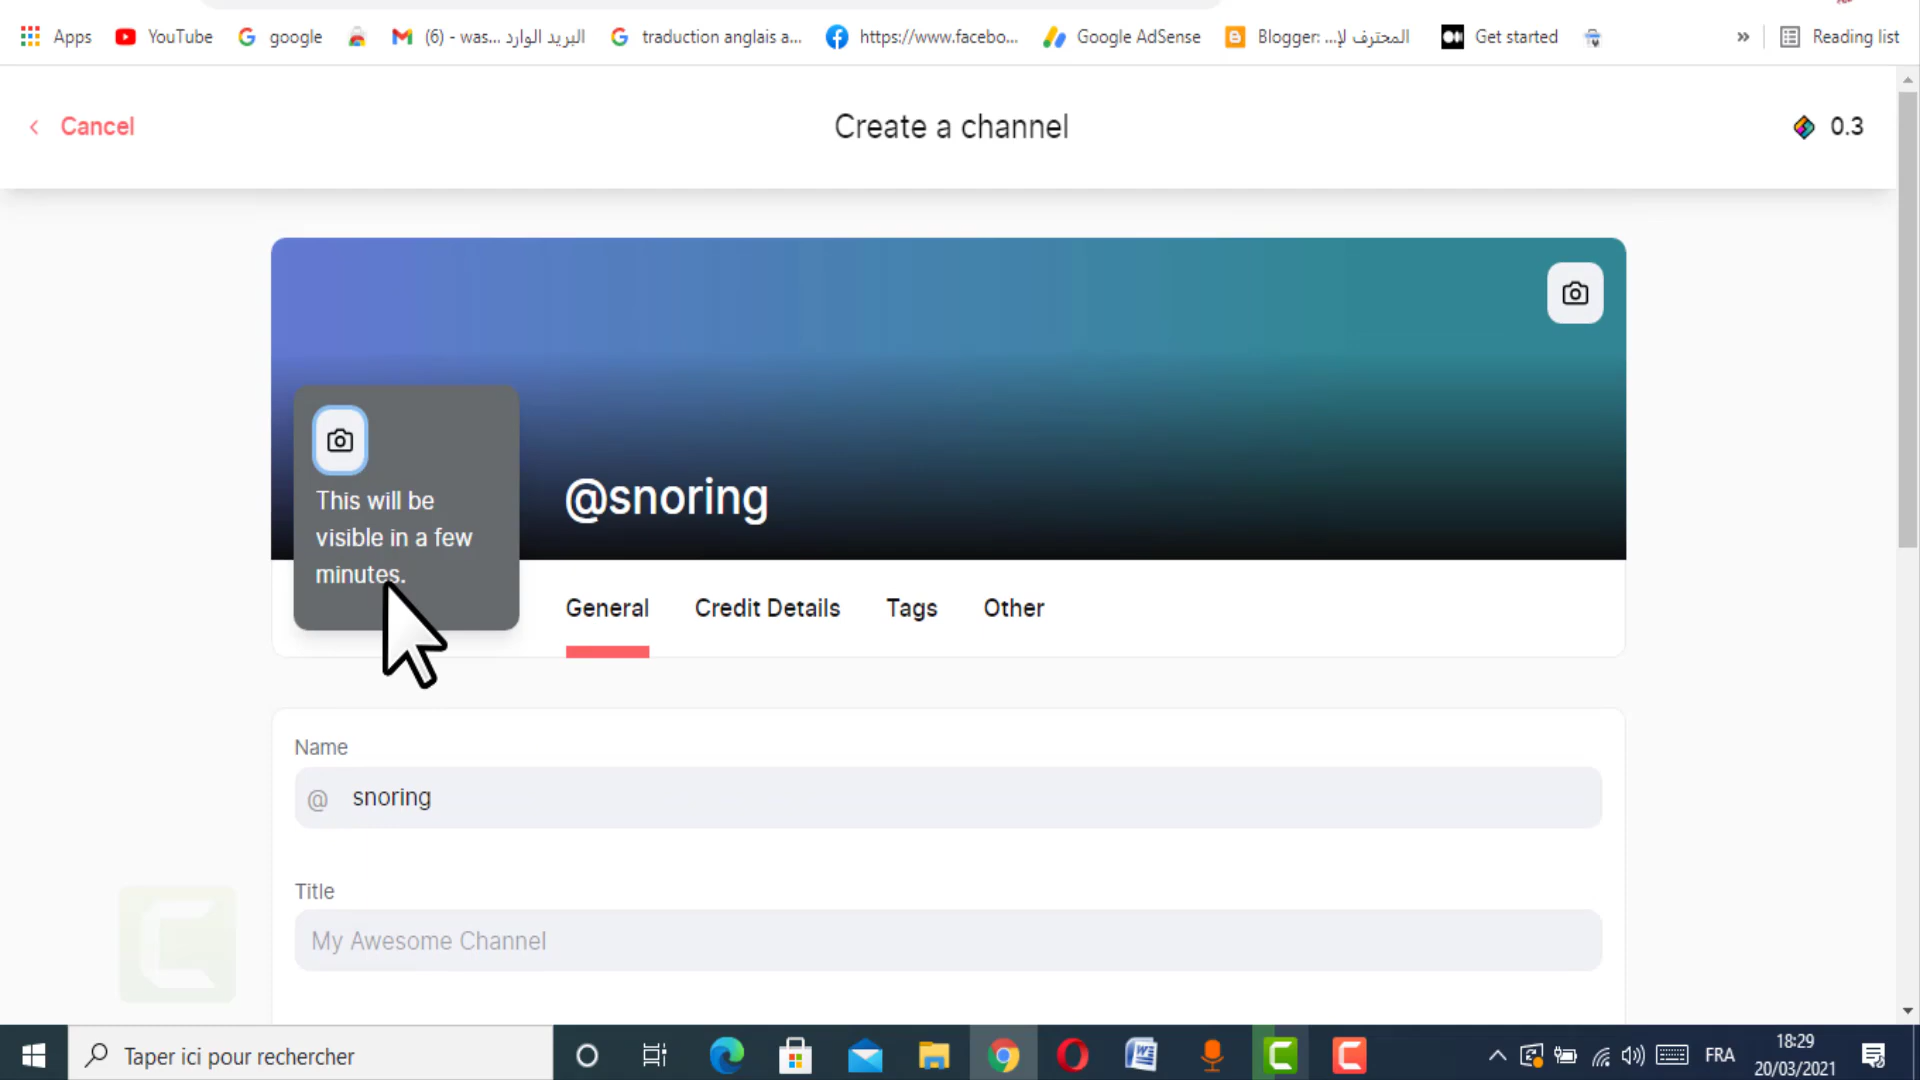 Apps YouTube google (6) - was... البريد الوارد traduction anglais a... https://www.facebo... Google AdSense Blogger: ...المحترف لإ Get started » Reading list
Cancel
Create a channel
0.3
This will be
visible in a few
minutes.
@snoring
General Credit Details Tags Other
Name
@ snoring
Title
My Awesome Channel
Taper ici pour rechercher
FRA
18:29
20/03/2021